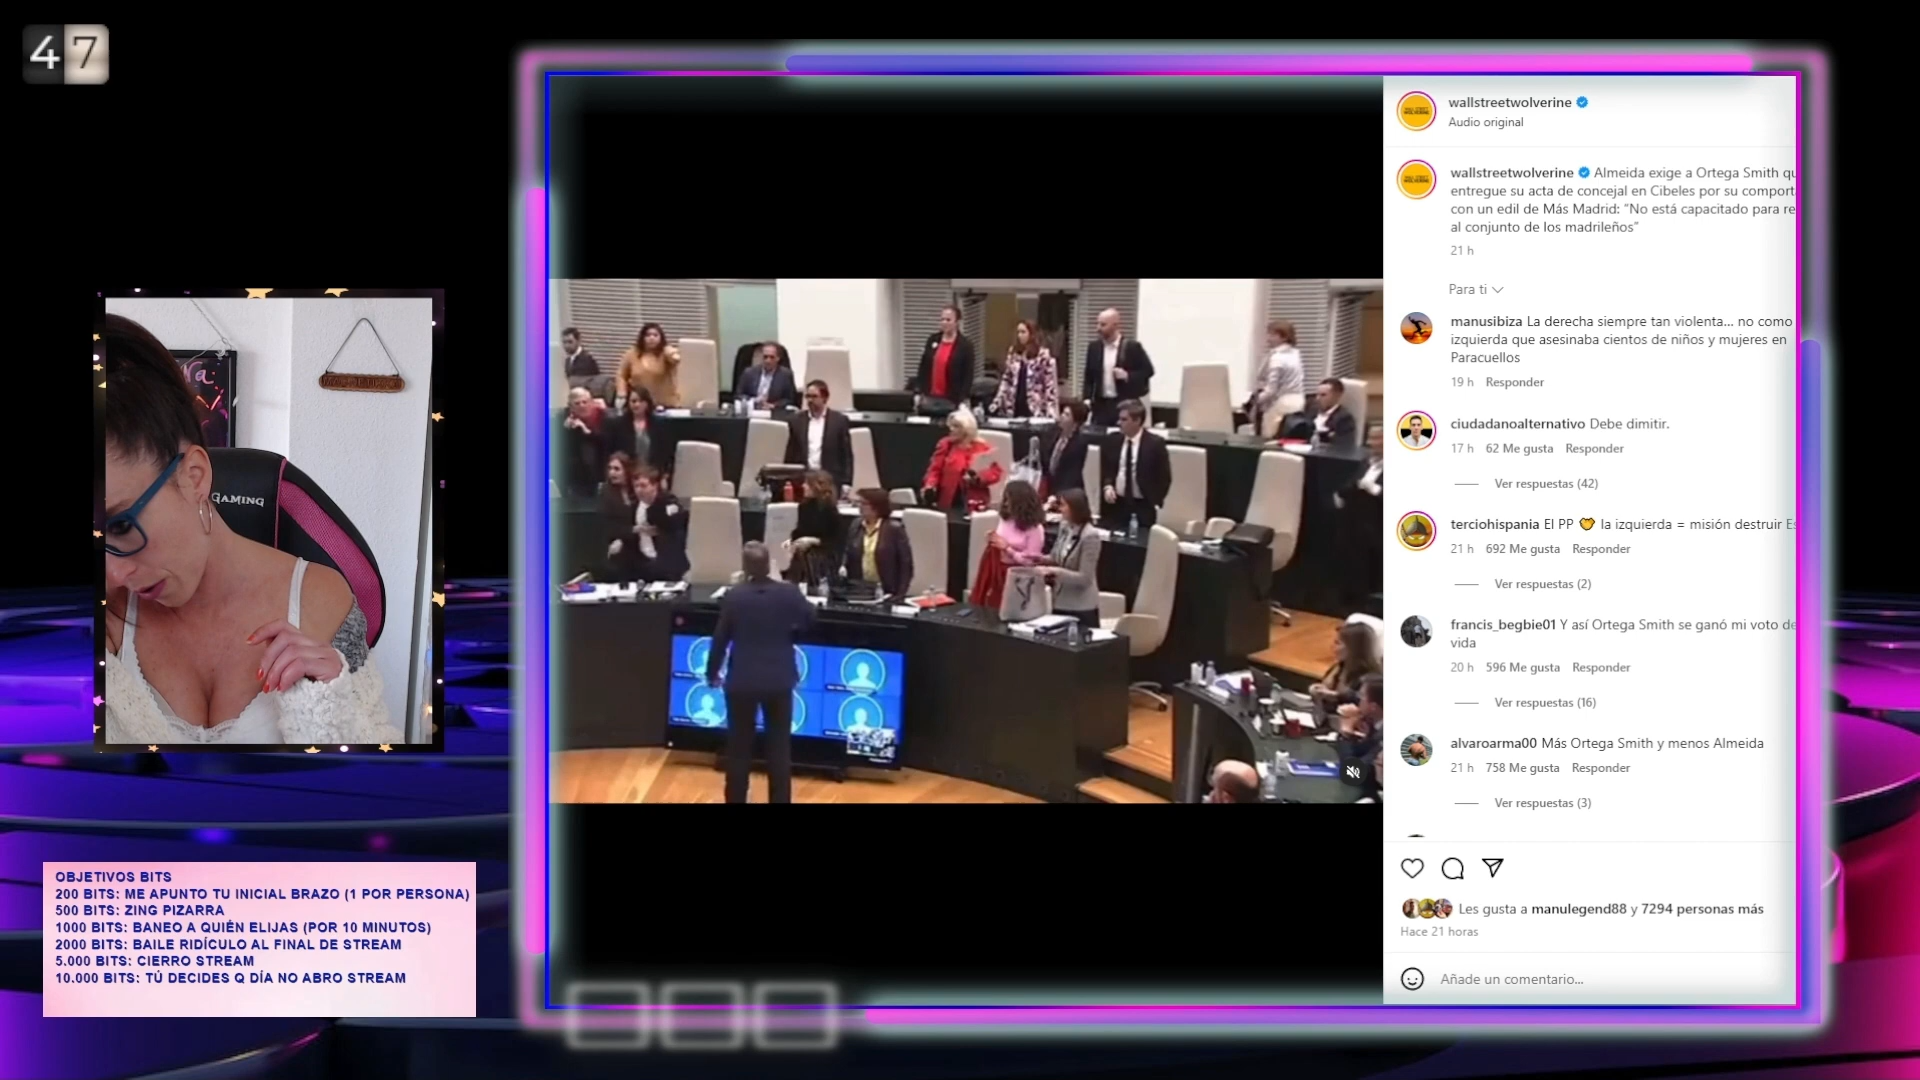 47
GAMING
OBJETIVOS BITS
200 BITS: ME APUNTO TU INICIAL BRAZO (1 POR PERSONA)
500 BITS: ZING PIZARRA
1000 BITS: BANEO A QUIÉN ELIJAS (POR 10 MINUTOS)
2000 BITS: BAILE RIDÍCULO AL FINAL DE STREAM
5.000 BITS: CIERRO STREAM
10.000 BITS: TÚ DECIDES Q DÍA NO ABRO STREAM
wallstreetwolverine
Audio original
wallstreetwolverine Almeida exige a Ortega Smith qu
entregue su acta de concejal en Cibeles por su comport
con un edil de Más Madrid: "No está capacitado para re
al conjunto de los madrileños"
21 h
Para ti
manusibiza La derecha siempre tan violenta... no como
izquierda que asesinaba cientos de niños y mujeres en
Paracuellos
19 h Responder
ciudadanoalternativo Debe dimitir.
17 h 62 Me gusta Responder
Ver respuestas (42)
terciohispania El PP 🤝 la izquierda = misión destruir Es
21 h 692 Me gusta Responder
Ver respuestas (2)
francis_begbie01 Y así Ortega Smith se ganó mi voto de
vida
20 h 596 Me gusta Responder
Ver respuestas (16)
alvaroarma00 Más Ortega Smith y menos Almeida
21 h 758 Me gusta Responder
Ver respuestas (3)
Les gusta a manulegend88 y 7294 personas más
Hace 21 horas
Añade un comentario...